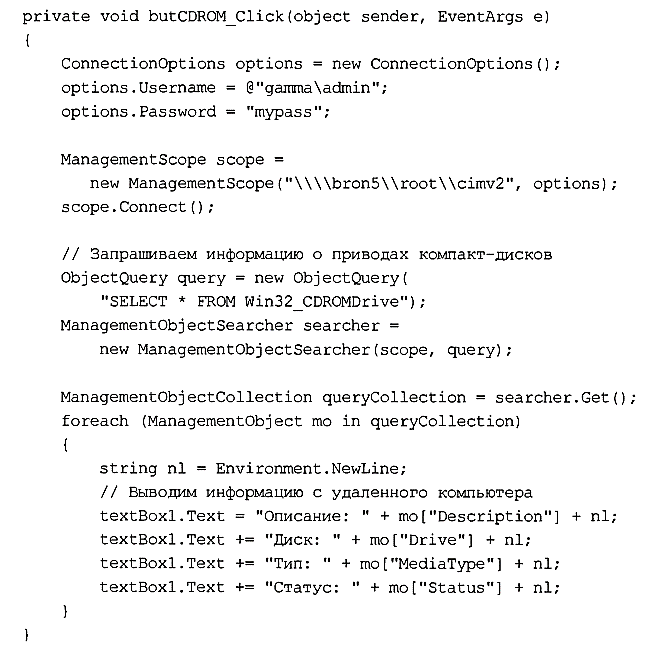 private void butCDROM_Click(object sender, EventArgs e)
{
ConnectionOptions options = new ConnectionOptions();
options.Username = @"gamma\admin";
options.Password = "mypass";
ManagementScope scope =
new ManagementScope("\\\\bron5\\root\\cimv2", options);
scope.Connect();
// Запрашиваем информацию о приводах компакт-дисков
ObjectQuery query = new ObjectQuery(
"SELECT * FROM Win32_CDROMDrive");
ManagementObjectSearcher searcher =
new ManagementObjectSearcher(scope, query);
ManagementObjectCollection queryCollection = searcher.Get();
foreach (ManagementObject mo in queryCollection)
{
string nl = Environment.NewLine;
// Выводим информацию с удаленного компьютера
textBox1.Text = "Описание: " + mo["Description"] + nl;
textBox1.Text += "Диск: " + mo["Drive"] + nl;
textBox1.Text += "Тип: " + mo["MediaType"] + nl;
textBox1.Text += "Статус: " + mo["Status"] + nl;
}
}